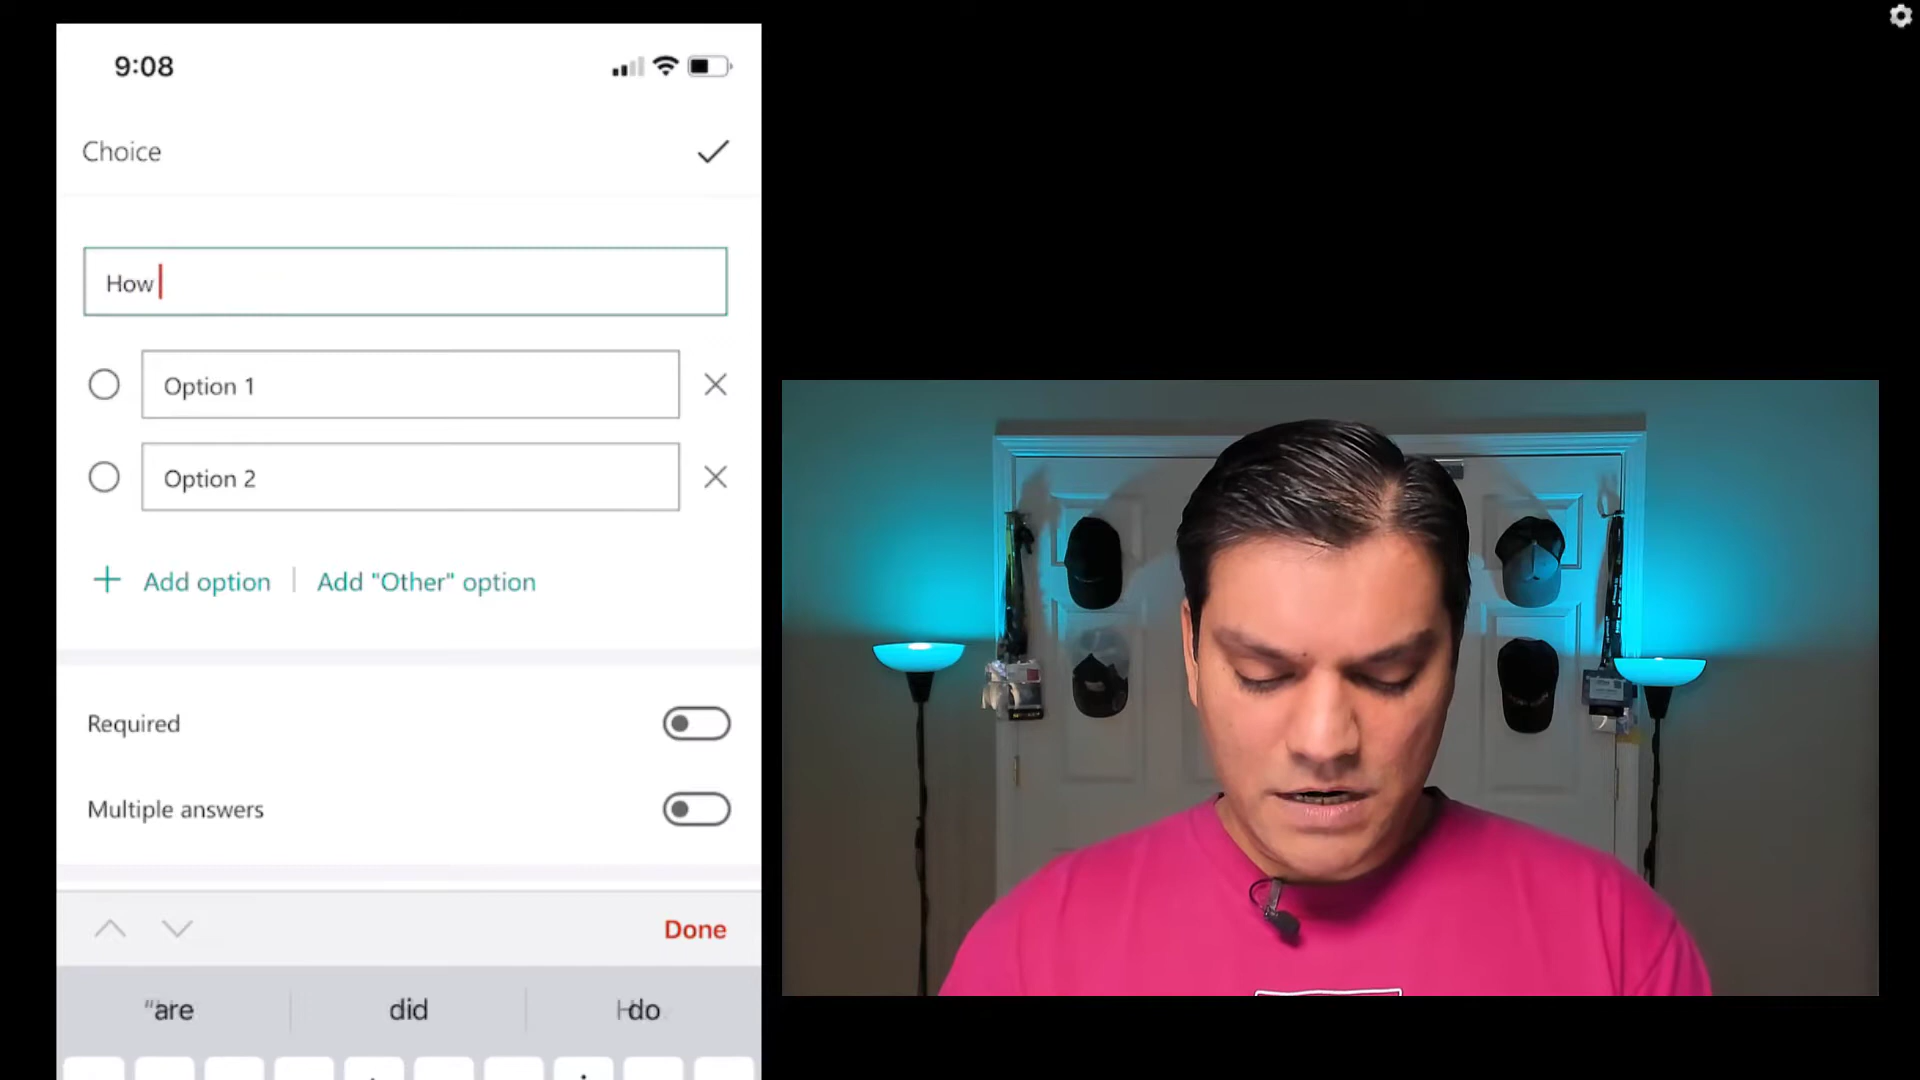 9:08
Choice
How
Option 1
Option 2
Add option
Add "Other" option
Required
Multiple answers
Done
"are
did
do